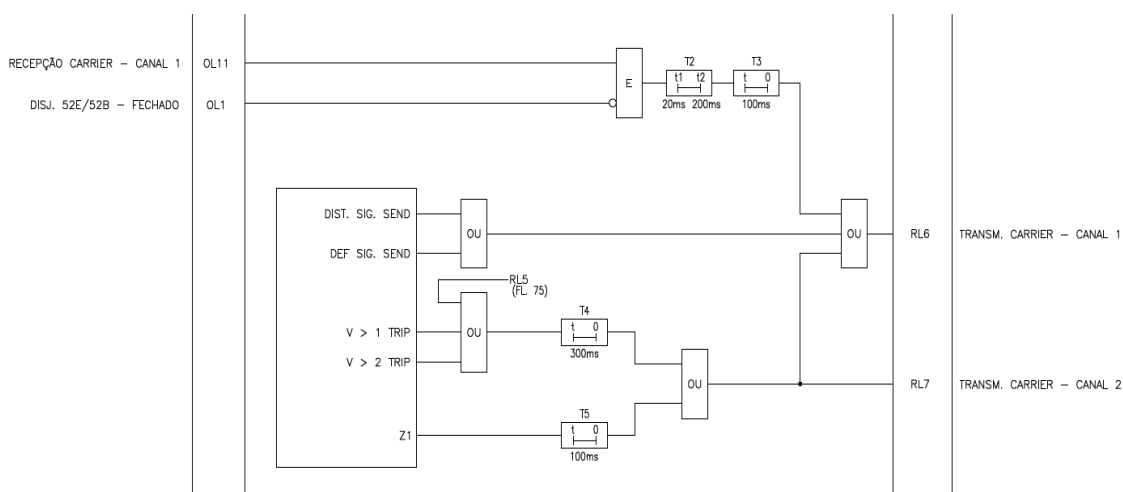 RECEPÇÃO CARRIER – CANAL 1 OL11
DISJ. 52E/52B – FECHADO OL1
E
T2
t1 t2
20ms 200ms
T3
t 0
100ms
DIST. SIG. SEND
DEF SIG. SEND
OU
OU
RL6 TRANSM. CARRIER – CANAL 1
RL5
(FL. 75)
V > 1 TRIP
V > 2 TRIP
OU
T4
t 0
300ms
OU
RL7 TRANSM. CARRIER – CANAL 2
Z1
T5
t 0
100ms